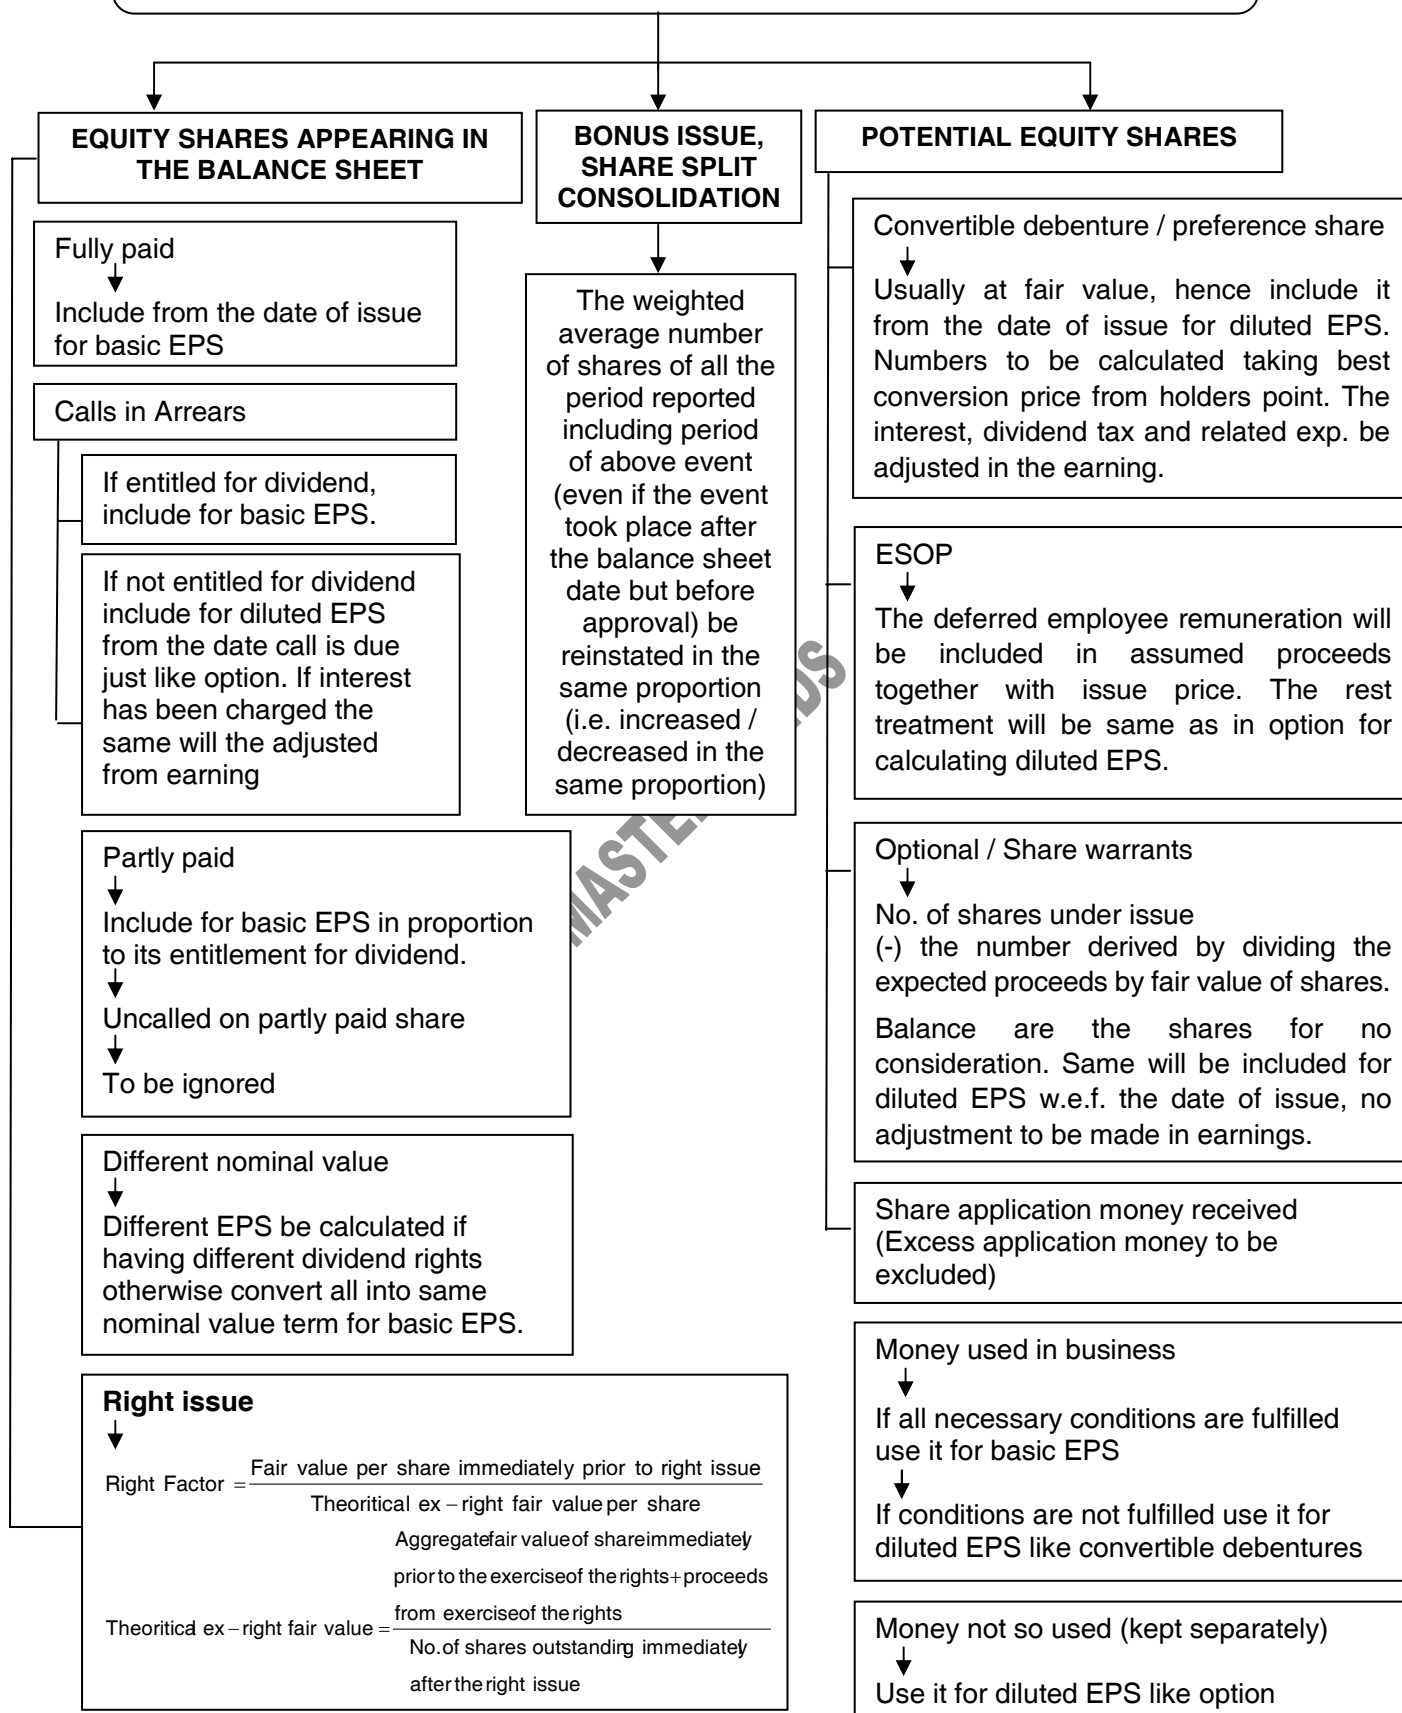 EQUITY SHARES APPEARING IN
THE BALANCE SHEET
Fully paid
Include from the date of issue
for basic EPS
Calls in Arrears
If entitled for dividend,
include for basic EPS.
If not entitled for dividend
include for diluted EPS
from the date call is due
just like option. If interest
has been charged the
same will the adjusted
from earning
Partly paid
Include for basic EPS in proportion
to its entitlement for dividend.
Uncalled on partly paid share
To be ignored
Different nominal value
Different EPS be calculated if
having different dividend rights
otherwise convert all into same
nominal value term for basic EPS.
Right issue
Right Factor = Fair value per share immediately prior to right issue
Theoritical ex – right fair value per share
Aggregate fair value of share immediately
prior to the exercise of the rights + proceeds
from exercise of the rights
Theoritical ex – right fair value =
No. of shares outstanding immediately
after the right issue
BONUS ISSUE,
SHARE SPLIT
CONSOLIDATION
The weighted
average number
of shares of all the
period reported
including period
of above event
(even if the event
took place after
the balance sheet
date but before
approval) be
reinstated in the
same proportion
(i.e. increased /
decreased in the
same proportion)
POTENTIAL EQUITY SHARES
Convertible debenture / preference share
Usually at fair value, hence include it
from the date of issue for diluted EPS.
Numbers to be calculated taking best
conversion price from holders point. The
interest, dividend tax and related exp. be
adjusted in the earning.
ESOP
The deferred employee remuneration will
be included in assumed proceeds
together with issue price. The rest
treatment will be same as in option for
calculating diluted EPS.
Optional / Share warrants
No. of shares under issue
(-) the number derived by dividing the
expected proceeds by fair value of shares.
Balance are the shares for no
consideration. Same will be included for
diluted EPS w.e.f. the date of issue, no
adjustment to be made in earnings.
Share application money received
(Excess application money to be
excluded)
Money used in business
If all necessary conditions are fulfilled
use it for basic EPS
If conditions are not fulfilled use it for
diluted EPS like convertible debentures
Money not so used (kept separately)
Use it for diluted EPS like option